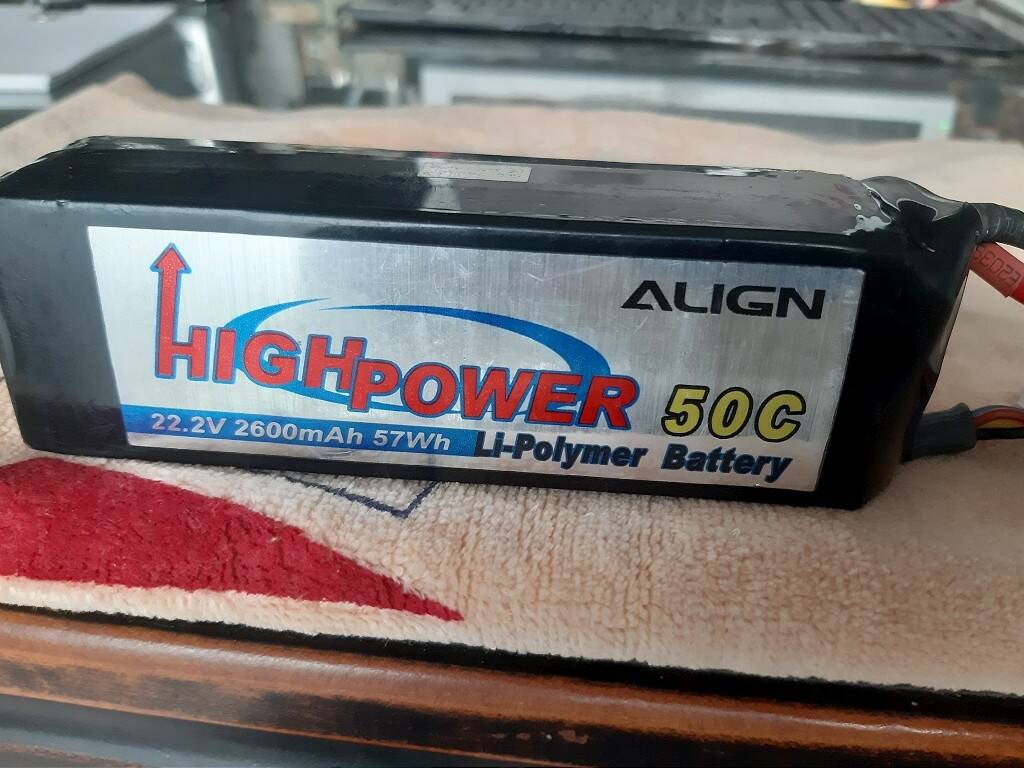 ALIGN
HIGHPOWER 50C
22.2V 2600mAh 57Wh Li-Polymer Battery